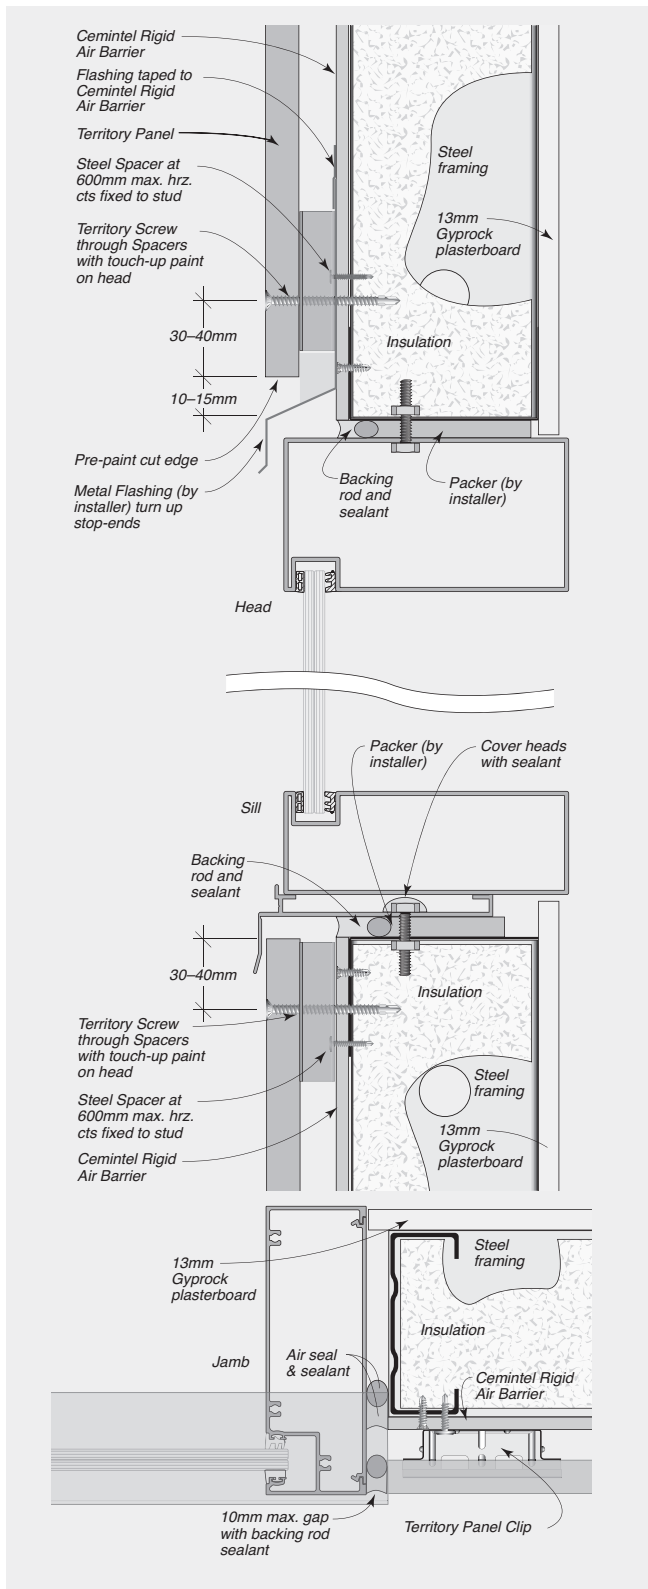 Cemintel Rigid
Air Barrier
Flashing taped to
Cemintel Rigid
Air Barrier
Territory Panel
Steel Spacer at
600mm max. hrz.
cts fixed to stud
Territory Screw
through Spacers
with touch-up paint
on head
30–40mm
10–15mm
Pre-paint cut edge
Metal Flashing (by
installer) turn up
stop-ends
Steel
framing
13mm
Gyprock
plasterboard
Insulation
Backing
rod and
sealant
Packer (by
installer)
Head
Packer (by
installer)
Cover heads
with sealant
Sill
Backing
rod and
sealant
30–40mm
Insulation
Territory Screw
through Spacers
with touch-up paint
on head
Steel
framing
Steel Spacer at
600mm max. hrz.
cts fixed to stud
13mm
Gyprock
plasterboard
Cemintel Rigid
Air Barrier
13mm
Gyprock
plasterboard
Steel
framing
Insulation
Jamb
Air seal
& sealant
Cemintel Rigid
Air Barrier
10mm max. gap
with backing rod
sealant
Territory Panel Clip